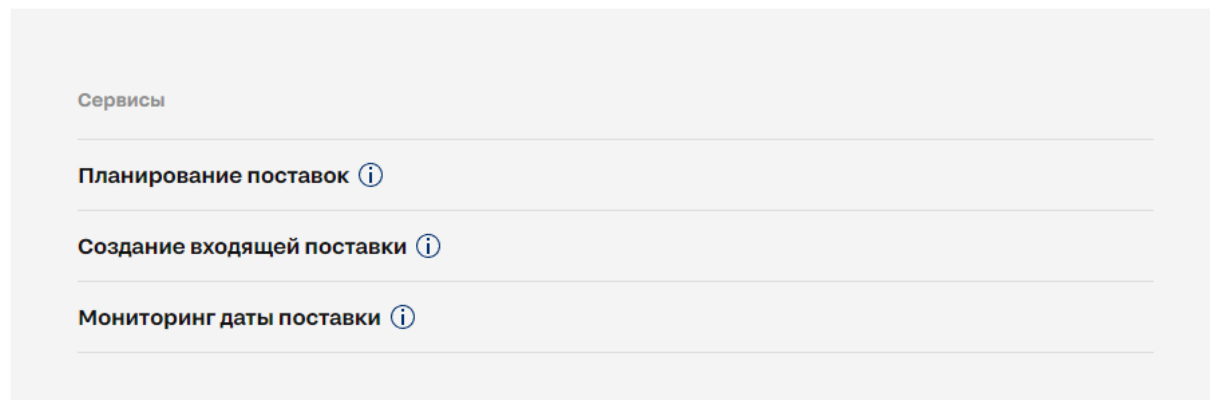 Сервисы
Планирование поставок
Создание входящей поставки
Мониторинг даты поставки